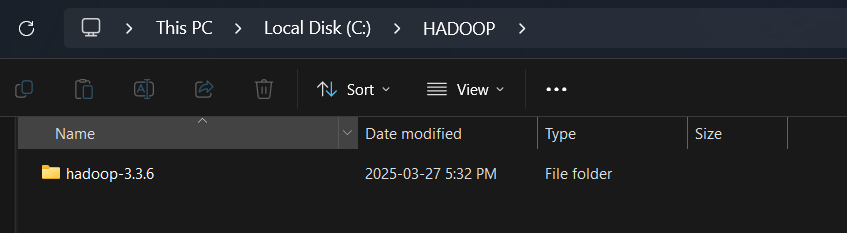 This PC > Local Disk (C:) > HADOOP >
Sort View •••
Name Date modified Type Size
hadoop-3.3.6 2025-03-27 5:32 PM File folder